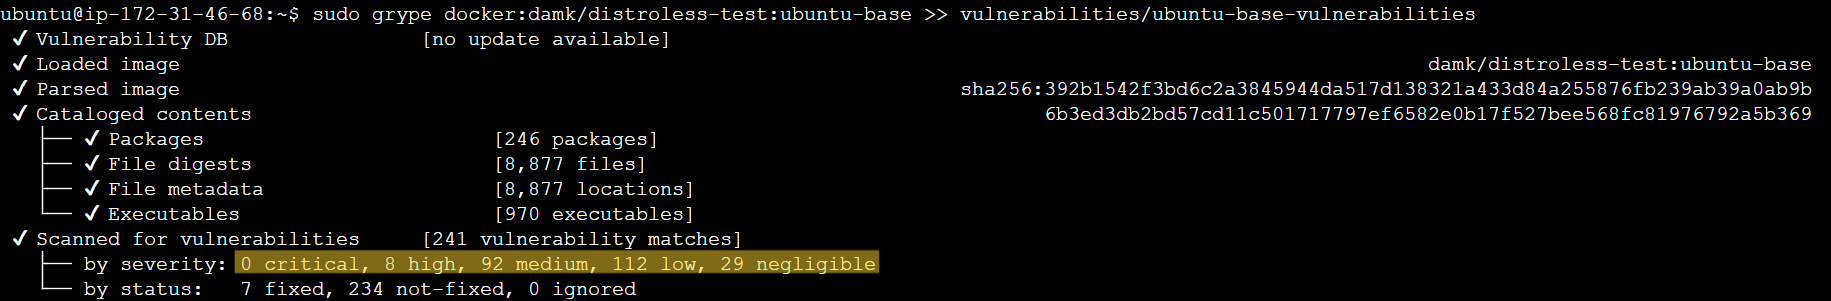 ubuntu@ip-172-31-46-68:~$ sudo grype docker:damk/distroless-test:ubuntu-base >> vulnerabilities/ubuntu-base-vulnerabilities
✔ Vulnerability DB [no update available]
✔ Loaded image damk/distroless-test:ubuntu-base
✔ Parsed image sha256:392b1542f3bd6c2a3845944da517d138321a433d84a255876fb239ab39a0ab9b
✔ Cataloged contents 6b3ed3db2bd57cd11c501717797ef6582e0b17f527bee568fc81976792a5b369
├── ✔ Packages [246 packages]
├── ✔ File digests [8,877 files]
├── ✔ File metadata [8,877 locations]
└── ✔ Executables [970 executables]
✔ Scanned for vulnerabilities [241 vulnerability matches]
├── by severity: 0 critical, 8 high, 92 medium, 112 low, 29 negligible
└── by status: 7 fixed, 234 not-fixed, 0 ignored